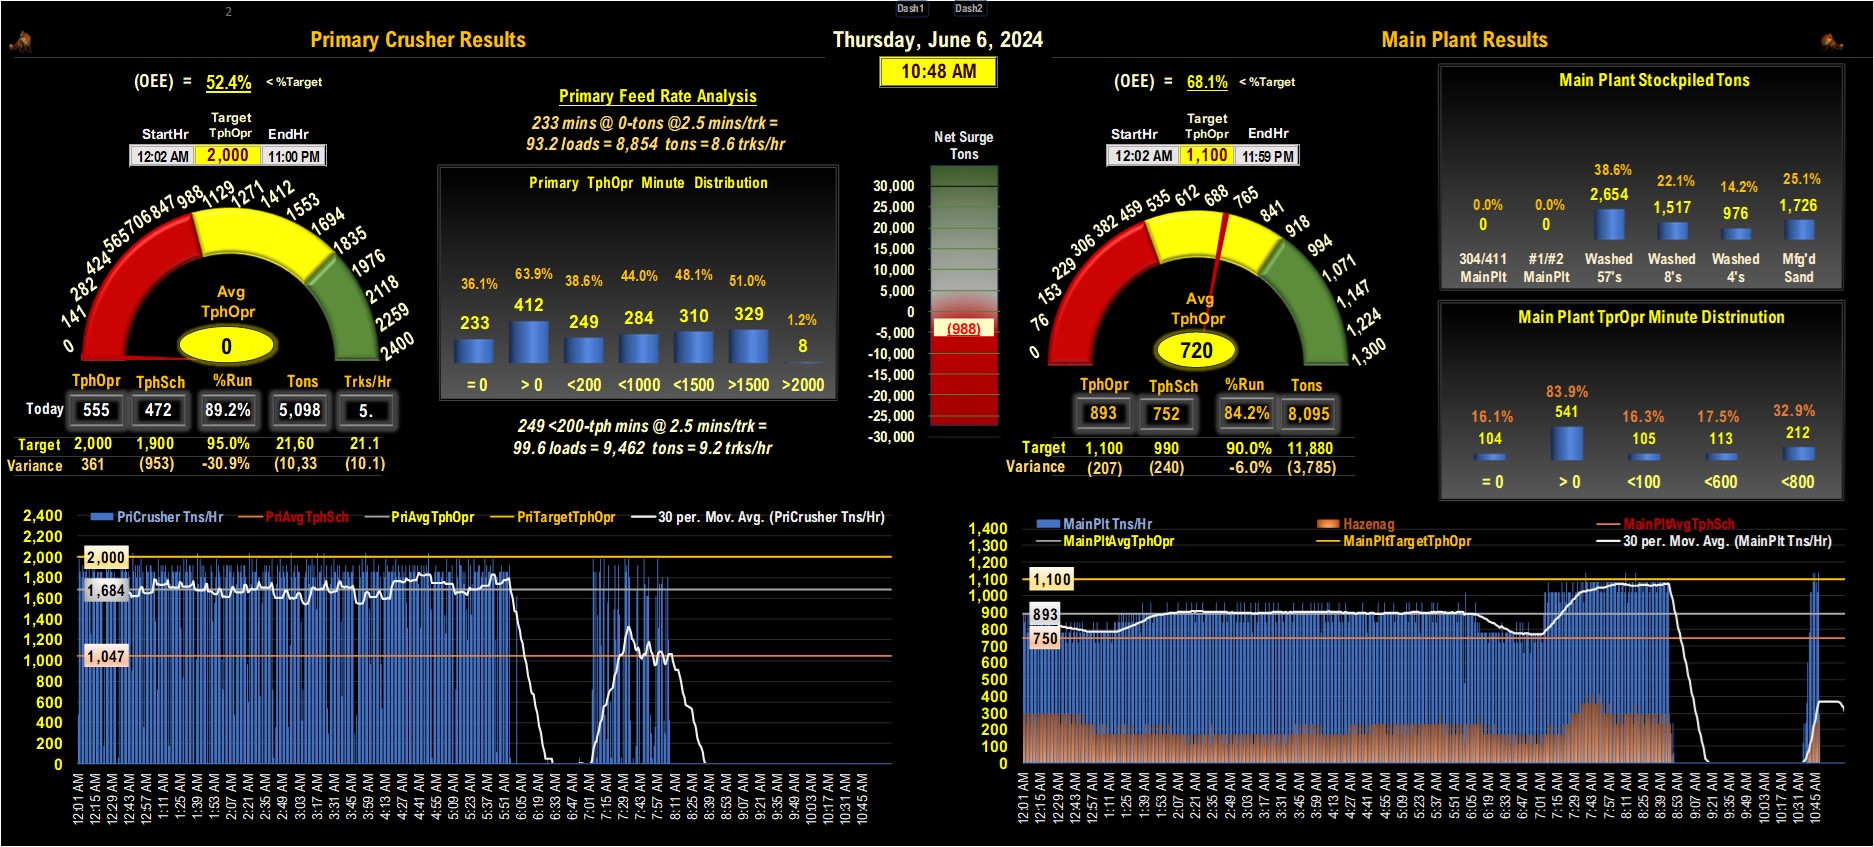 2
Dash1 Dash2
Primary Crusher Results
Thursday, June 6, 2024
Main Plant Results
10:48 AM
(OEE) = 52.4% < %Target
Target
StartHr TphOpr EndHr
12:02 AM 2,000 11:00 PM
0 141 282 424 565 706 847 988 1129 1271 1412 1553 1694 1835 1976 2118 2259 2400
Avg
TphOpr
0
TphOpr TphSch %Run Tons Trks/Hr
Today 555 472 89.2% 5,098 5.
Target 2,000 1,900 95.0% 21,60 21.1
Variance 361 (953) -30.9% (10,33 (10.1)
Primary Feed Rate Analysis
233 mins @ 0-tons @2.5 mins/trk =
93.2 loads = 8,854 tons = 8.6 trks/hr
Primary TphOpr Minute Distribution
36.1% 63.9% 38.6% 44.0% 48.1% 51.0% 1.2%
233 412 249 284 310 329 8
= 0 > 0 <200 <1000 <1500 >1500 >2000
249 <200-tph mins @ 2.5 mins/trk =
99.6 loads = 9,462 tons = 9.2 trks/hr
Net Surge
Tons
30,000
25,000
20,000
15,000
10,000
5,000
0
-5,000
-10,000
-15,000
-20,000
-25,000
-30,000
(988)
(OEE) = 68.1% < %Target
Target
StartHr TphOpr EndHr
12:02 AM 1,100 11:59 PM
0 76 153 229 306 382 459 535 612 688 765 841 918 994 1,071 1,147 1,224 1,300
Avg
TphOpr
720
TphOpr TphSch %Run Tons
893 752 84.2% 8,095
Target 1,100 990 90.0% 11,880
Variance (207) (240) -6.0% (3,785)
Main Plant Stockpiled Tons
0.0% 0.0% 38.6% 22.1% 14.2% 25.1%
0 0 2,654 1,517 976 1,726
304/411 #1/#2 Washed Washed Washed Mfg'd
MainPlt MainPlt 57's 8's 4's Sand
Main Plant TprOpr Minute Distrinution
16.1% 83.9% 16.3% 17.5% 32.9%
104 541 105 113 212
= 0 > 0 <100 <600 <800
PriCrusher Tns/Hr PriAvgTphSch PriAvgTphOpr PriTargetTphOpr 30 per. Mov. Avg. (PriCrusher Tns/Hr)
2,400
2,200
2,000
1,800
1,600
1,400
1,200
1,000
800
600
400
200
0
2,000
1,684
1,047
12:01 AM 12:15 AM 12:29 AM 12:43 AM 12:57 AM 1:11 AM 1:25 AM 1:39 AM 1:53 AM 2:07 AM 2:21 AM 2:35 AM 2:49 AM 3:03 AM 3:17 AM 3:31 AM 3:45 AM 3:59 AM 4:13 AM 4:27 AM 4:41 AM 4:55 AM 5:09 AM 5:23 AM 5:37 AM 5:51 AM 6:05 AM 6:19 AM 6:33 AM 6:47 AM 7:01 AM 7:15 AM 7:29 AM 7:43 AM 7:57 AM 8:11 AM 8:25 AM 8:39 AM 8:53 AM 9:07 AM 9:21 AM 9:35 AM 9:49 AM 10:03 AM 10:17 AM 10:31 AM 10:45 AM
MainPlt Tns/Hr Hazenag MainPltAvgTphSch
MainPltAvgTphOpr MainPltTargetTphOpr 30 per. Mov. Avg. (MainPlt Tns/Hr)
1,400
1,300
1,200
1,100
1,000
900
800
700
600
500
400
300
200
100
0
1,100
893
750
12:01 AM 12:15 AM 12:29 AM 12:43 AM 12:57 AM 1:11 AM 1:25 AM 1:39 AM 1:53 AM 2:07 AM 2:21 AM 2:35 AM 2:49 AM 3:03 AM 3:17 AM 3:31 AM 3:45 AM 3:59 AM 4:13 AM 4:27 AM 4:41 AM 4:55 AM 5:09 AM 5:23 AM 5:37 AM 5:51 AM 6:05 AM 6:19 AM 6:33 AM 6:47 AM 7:01 AM 7:15 AM 7:29 AM 7:43 AM 7:57 AM 8:11 AM 8:25 AM 8:39 AM 8:53 AM 9:07 AM 9:21 AM 9:35 AM 9:49 AM 10:03 AM 10:17 AM 10:31 AM 10:45 AM